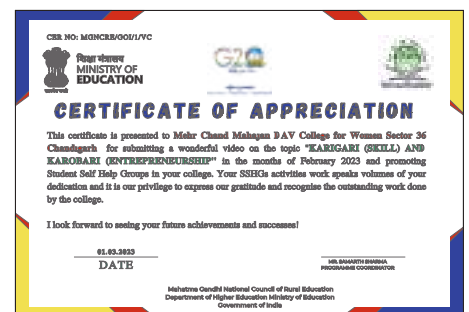 CER NO: MGNCRE/GOI/1/VC
शिक्षा मंत्रालय
MINISTRY OF
EDUCATION
G20
CERTIFICATE OF APPRECIATION
This certificate is presented to Mehr Chand Mahajan DAV College for Women Sector 36
Chandigarh for submitting a wonderful video on the topic "KARIGARI (SKILL) AND
KAROBARI (ENTREPRENEURSHIP" in the months of February 2023 and promoting
Student Self Help Groups in your college. Your SSHGs activities work speaks volumes of your
dedication and it is our privilege to express our gratitude and recognise the outstanding work done
by the college.
I look forward to seeing your future achievements and successes!
01.03.2023
DATE
MR. SAMARTH SHARMA
PROGRAMME COORDINATOR
Mahatma Gandhi National Council of Rural Education
Department of Higher Education Ministry of Education
Government of India